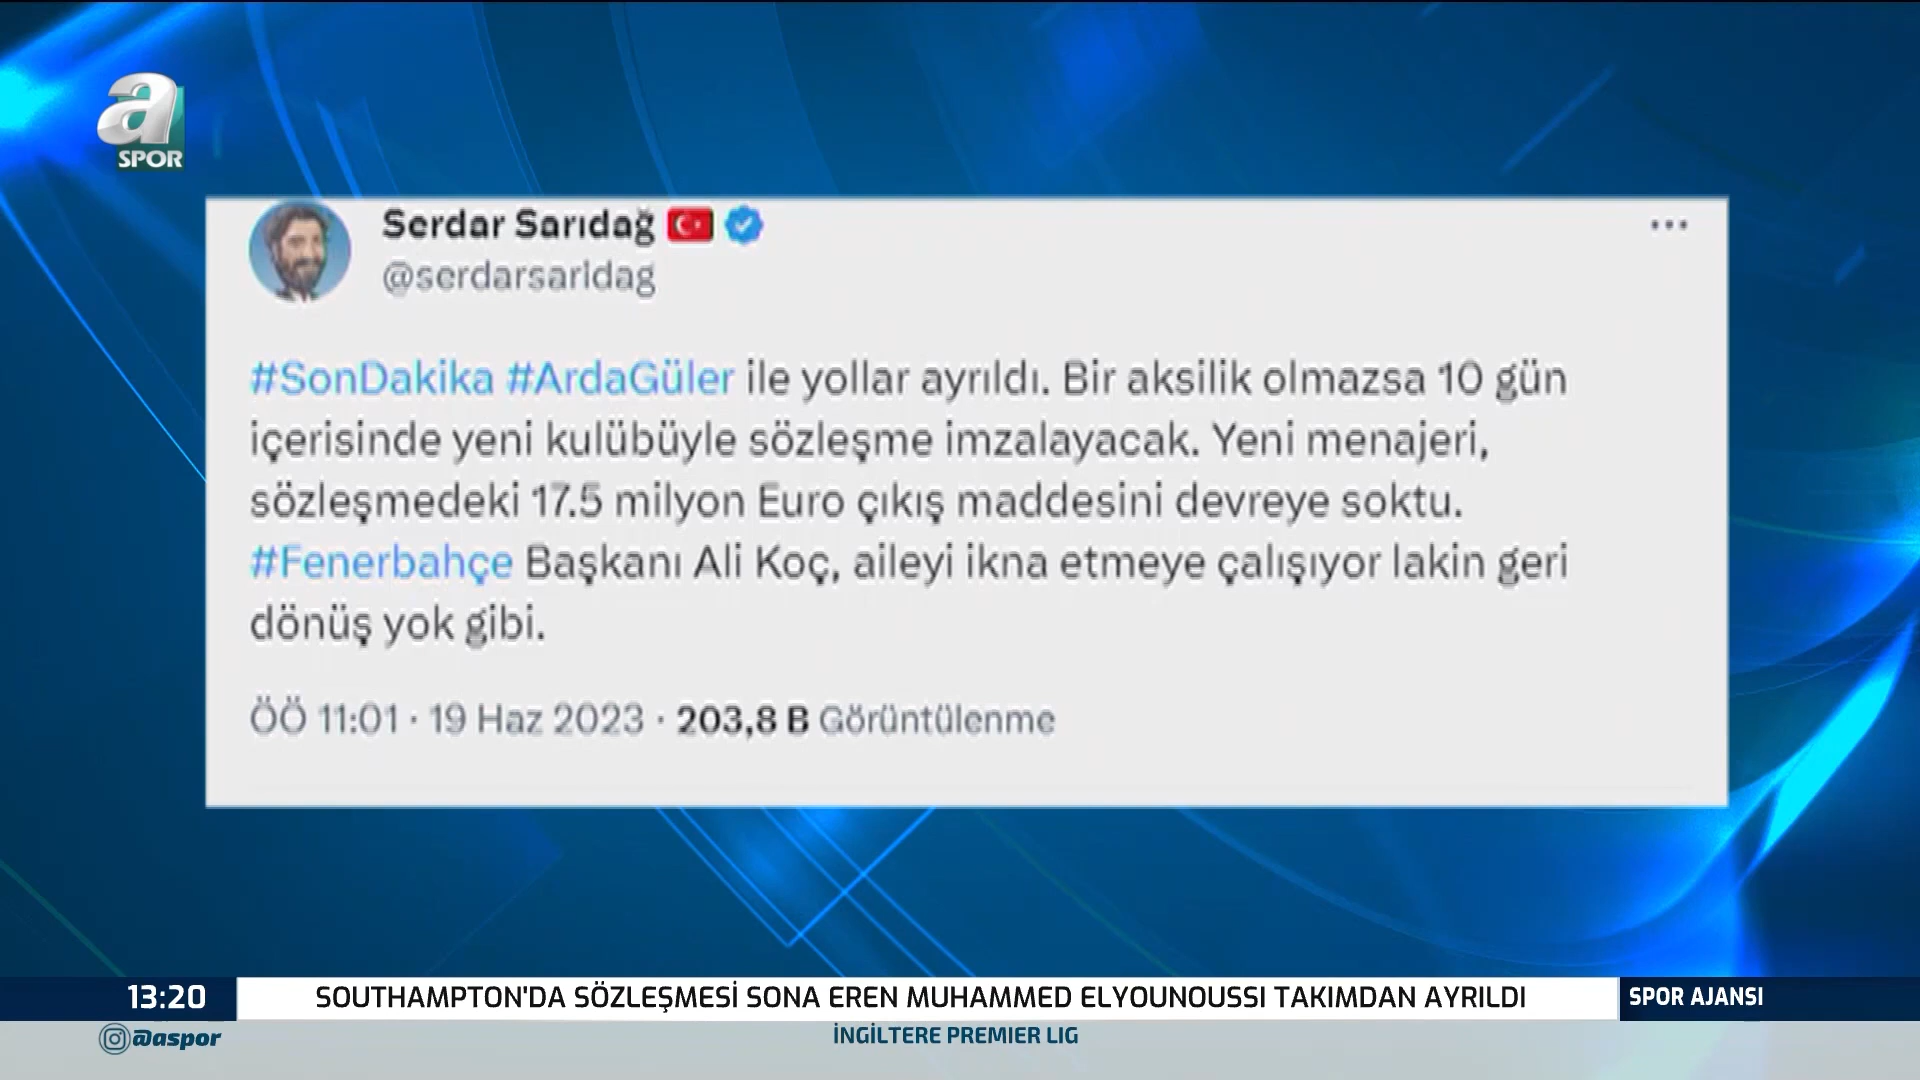 a
SPOR
Serdar Sarıdağ
@serdarsaridag
#SonDakika #ArdaGüler ile yollar ayrıldı. Bir aksilik olmazsa 10 gün
içerisinde yeni kulübüyle sözleşme imzalayacak. Yeni menajeri,
sözleşmedeki 17.5 milyon Euro çıkış maddesini devreye soktu.
#Fenerbahçe Başkanı Ali Koç, aileyi ikna etmeye çalışıyor lakin geri
dönüş yok gibi.
ÖÖ 11:01 · 19 Haz 2023 · 203,8 B Görüntülenme
13:20 SOUTHAMPTON'DA SÖZLEŞMESİ SONA EREN MUHAMMED ELYOUNOUSSI TAKIMDAN AYRILDI SPOR AJANSI
@aspor İNGİLTERE PREMIER LIG